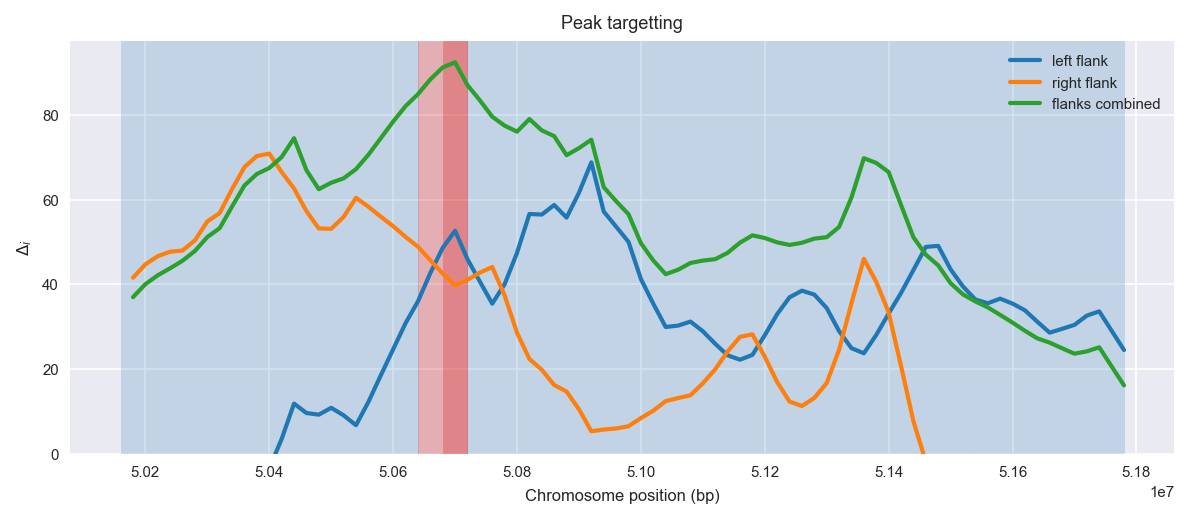 Peak targetting
left flank
right flank
flanks combined
Δi
80
60
40
20
0
5.02 5.04 5.06 5.08 5.10 5.12 5.14 5.16 5.18
1e7
Chromosome position (bp)